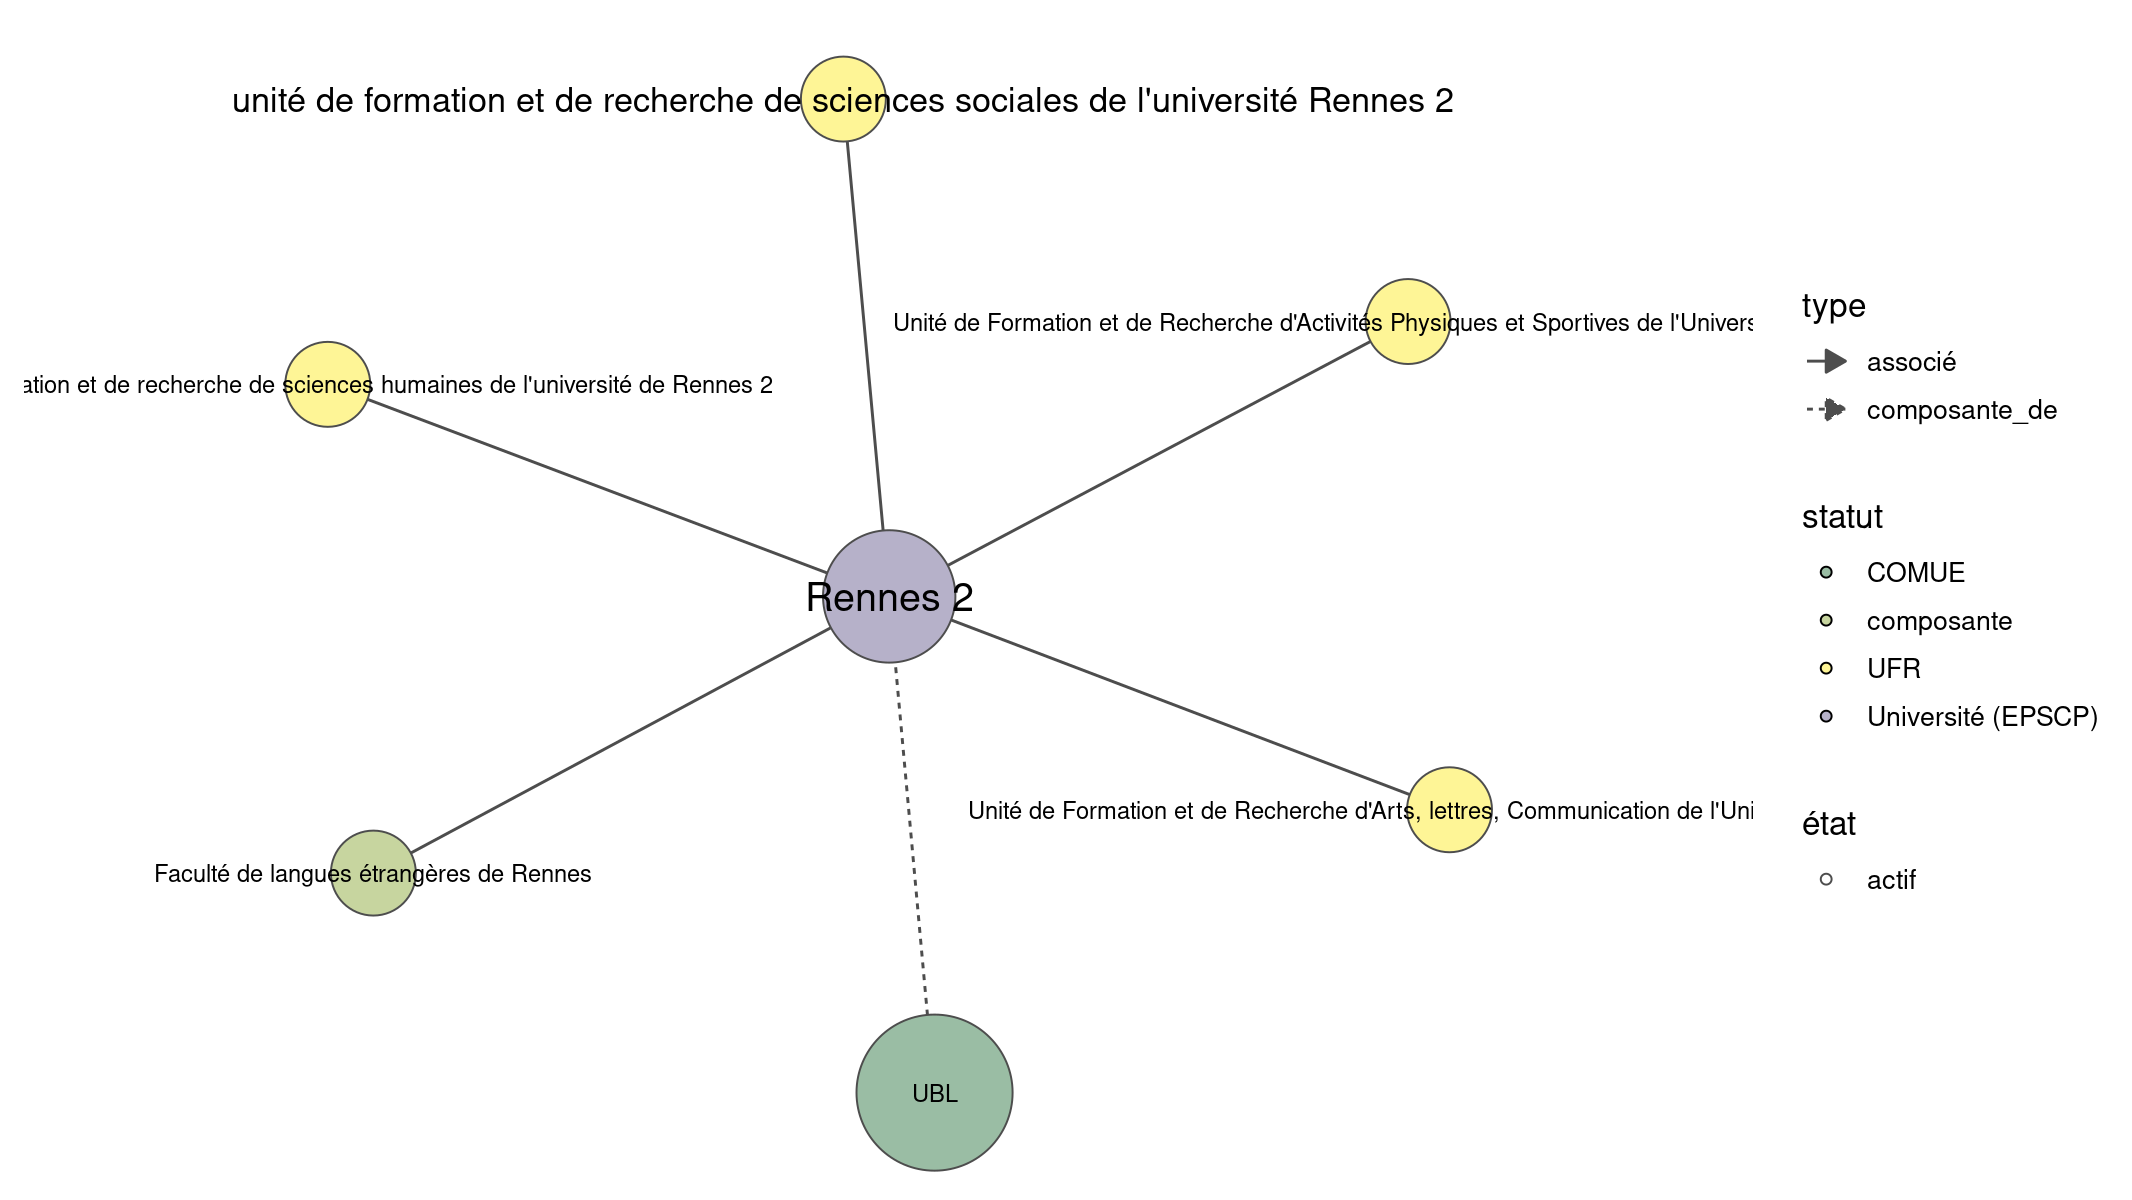 unité de formation et de recherche de sciences sociales de l'université Rennes 2
Unité de Formation et de Recherche d'Activités Physiques et Sportives de l'Univers
ation et de recherche de sciences humaines de l'université de Rennes 2
Rennes 2
Unité de Formation et de Recherche d'Arts, lettres, Communication de l'Uni
Faculté de langues étrangères de Rennes
UBL
type
associé
composante_de
statut
COMUE
composante
UFR
Université (EPSCP)
état
actif